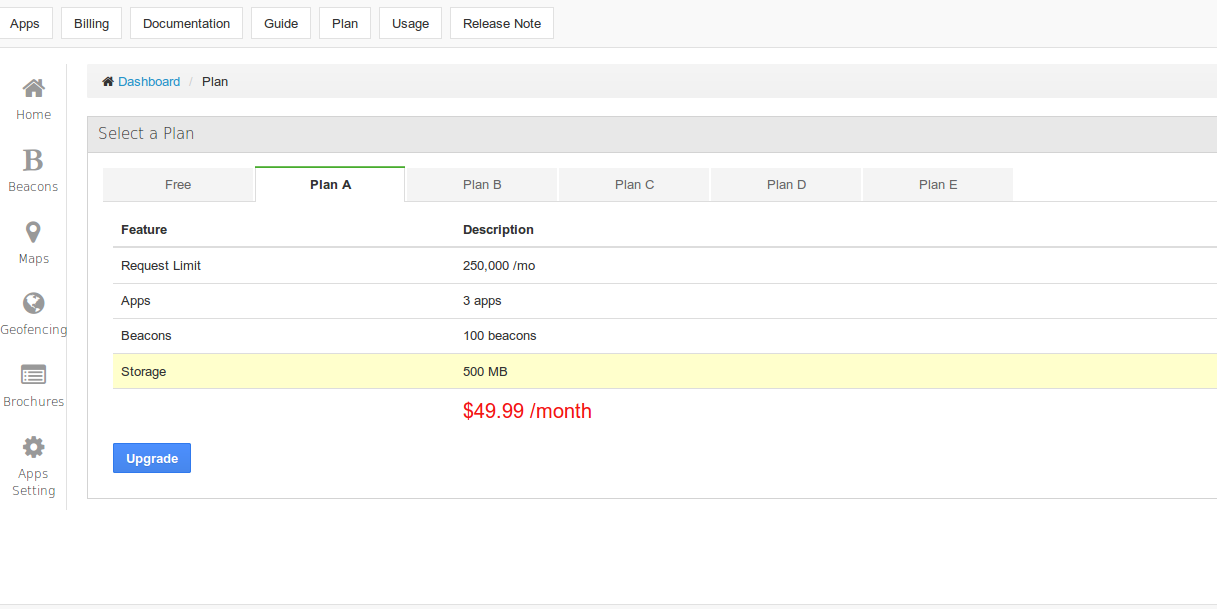 Apps Billing Documentation Guide Plan Usage Release Note
Dashboard / Plan
Home
Beacons
Maps
Geofencing
Brochures
Apps
Setting
Select a Plan
Free Plan A Plan B Plan C Plan D Plan E
Feature Description
Request Limit 250,000 /mo
Apps 3 apps
Beacons 100 beacons
Storage 500 MB
$49.99 /month
Upgrade